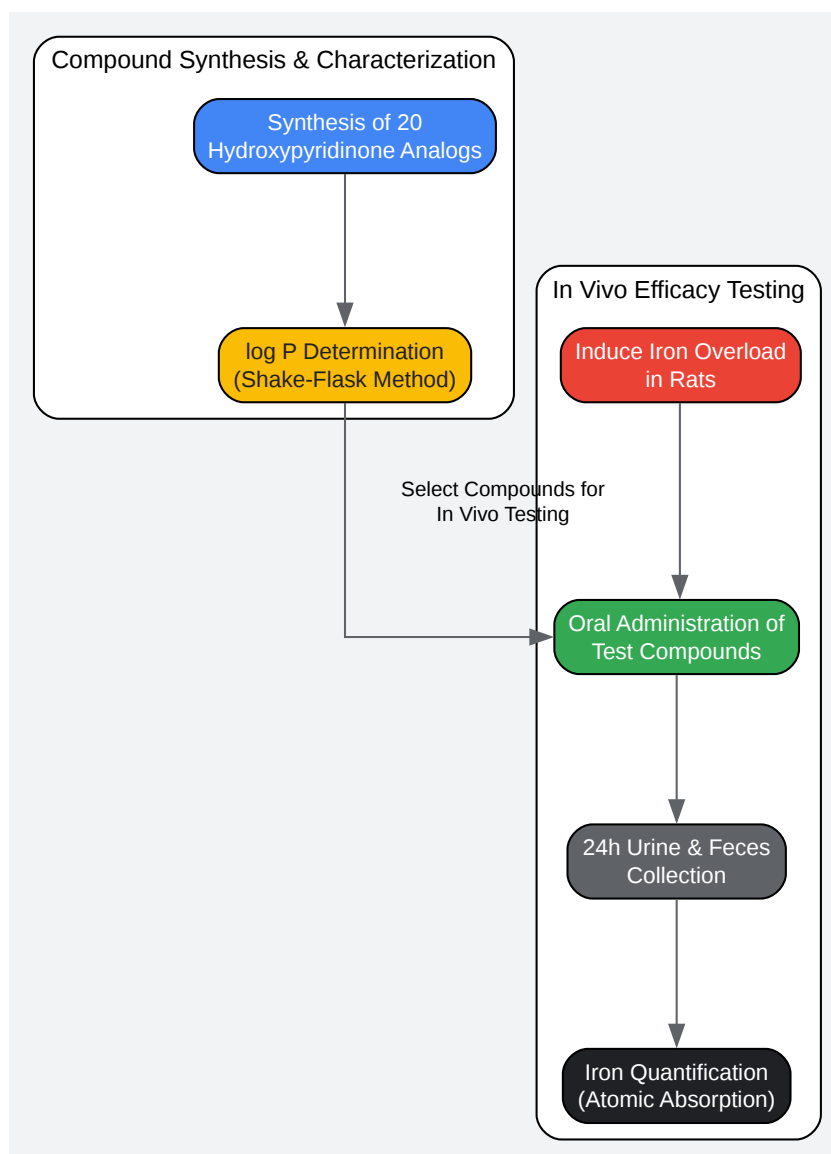 Compound Synthesis & Characterization
Synthesis of 20
Hydroxypyridinone Analogs
log P Determination
(Shake-Flask Method)
In Vivo Efficacy Testing
Induce Iron Overload
in Rats
Select Compounds for
In Vivo Testing
Oral Administration of
Test Compounds
24h Urine & Feces
Collection
Iron Quantification
(Atomic Absorption)